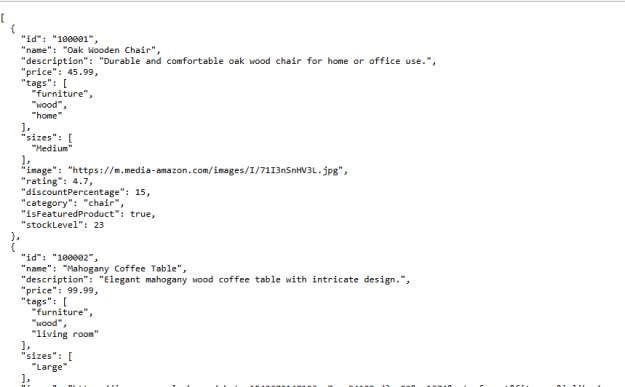 [
{
"id": "100001",
"name": "Oak Wooden Chair",
"description": "Durable and comfortable oak wood chair for home or office use.",
"price": 45.99,
"tags": [
"furniture",
"wood",
"home"
],
"sizes": [
"Medium"
],
"image": "https://m.media-amazon.com/images/I/71I3nSnHV3L.jpg",
"rating": 4.7,
"discountPercentage": 15,
"category": "chair",
"isFeaturedProduct": true,
"stockLevel": 23
},
{
"id": "100002",
"name": "Mahogany Coffee Table",
"description": "Elegant mahogany wood coffee table with intricate design.",
"price": 99.99,
"tags": [
"furniture",
"wood",
"living room"
],
"sizes": [
"Large"
],